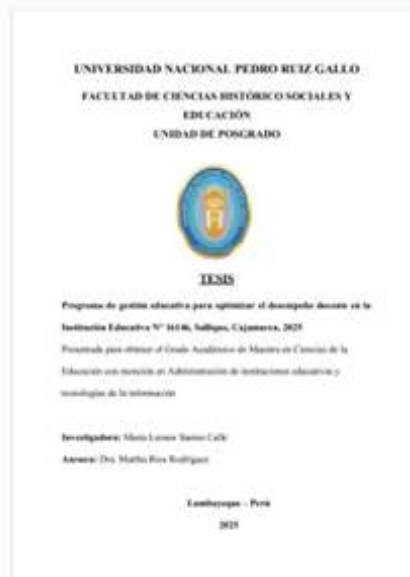 UNIVERSIDAD NACIONAL PEDRO RUIZ GALLO
FACULTAD DE CIENCIAS HISTÓRICO SOCIALES Y
EDUCACIÓN
UNIDAD DE POSGRADO
TESIS
Programa de gestión educativa para optimizar el desempeño docente en la
Institución Educativa N° 16146, Sallique, Cajamarca, 2025
Presentada para obtener el Grado Académico de Maestra en Ciencias de la
Educación con mención en Administración de instituciones educativas y
tecnologías de la información
Investigadora: María Santos Calle
Asesora: Dra. Martha Ríos Rodríguez
Lambayeque – Perú
2025